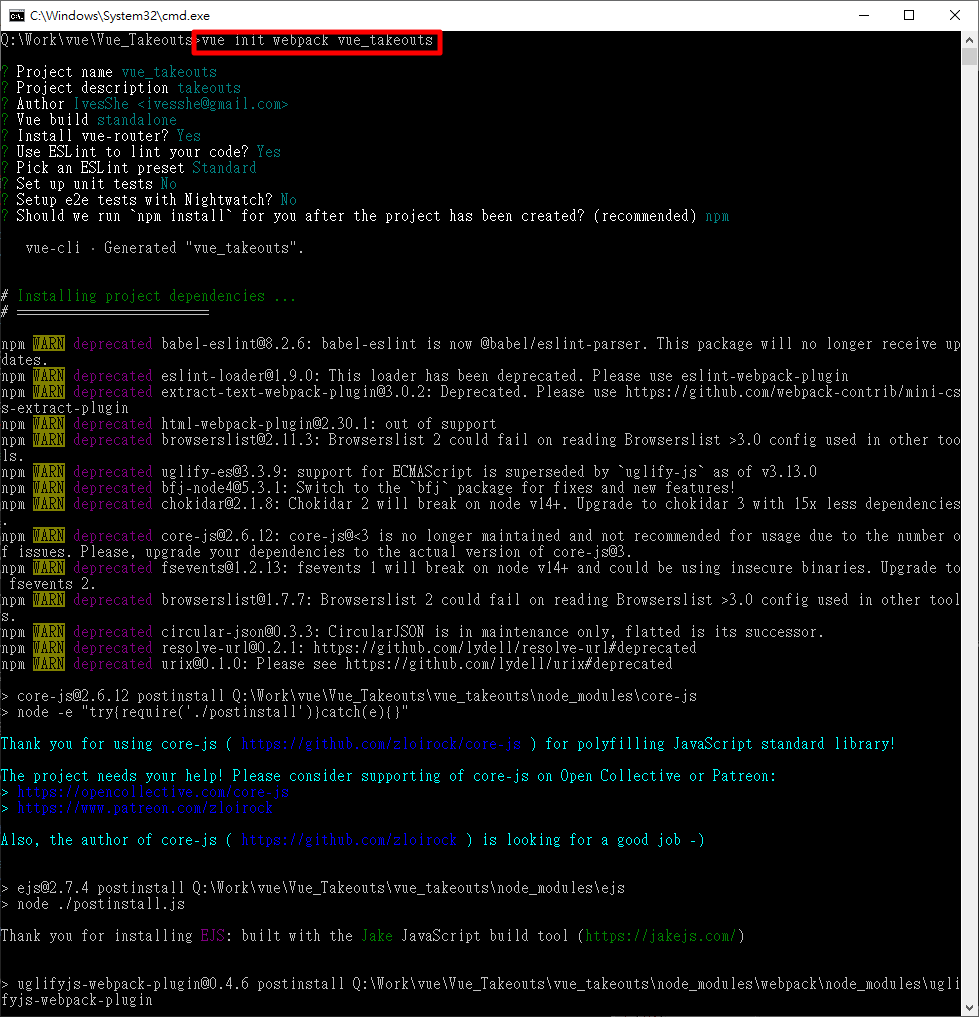 C:\Windows\System32\cmd.exe
Q:\Work\vue\Vue_Takeouts>vue init webpack vue_takeouts
? Project name vue_takeouts
? Project description takeouts
? Author IvesShe <ivesshe@gmail.com>
? Vue build standalone
? Install vue-router? Yes
? Use ESLint to lint your code? Yes
? Pick an ESLint preset Standard
? Set up unit tests No
? Setup e2e tests with Nightwatch? No
? Should we run `npm install` for you after the project has been created? (recommended) npm
vue-cli · Generated "vue_takeouts".
# Installing project dependencies ...
# ========================
npm WARN deprecated babel-eslint@8.2.6: babel-eslint is now @babel/eslint-parser. This package will no longer receive up
dates.
npm WARN deprecated eslint-loader@1.9.0: This loader has been deprecated. Please use eslint-webpack-plugin
npm WARN deprecated extract-text-webpack-plugin@3.0.2: Deprecated. Please use https://github.com/webpack-contrib/mini-cs
s-extract-plugin
npm WARN deprecated html-webpack-plugin@2.30.1: out of support
npm WARN deprecated browserslist@2.11.3: Browserslist 2 could fail on reading Browserslist >3.0 config used in other too
ls.
npm WARN deprecated uglify-es@3.3.9: support for ECMAScript is superseded by `uglify-js` as of v3.13.0
npm WARN deprecated bfj-node4@5.3.1: Switch to the `bfj` package for fixes and new features!
npm WARN deprecated chokidar@2.1.8: Chokidar 2 will break on node v14+. Upgrade to chokidar 3 with 15x less dependencies
.
npm WARN deprecated core-js@2.6.12: core-js@<3 is no longer maintained and not recommended for usage due to the number o
f issues. Please, upgrade your dependencies to the actual version of core-js@3.
npm WARN deprecated fsevents@1.2.13: fsevents 1 will break on node v14+ and could be using insecure binaries. Upgrade to
fsevents 2.
npm WARN deprecated browserslist@1.7.7: Browserslist 2 could fail on reading Browserslist >3.0 config used in other tool
s.
npm WARN deprecated circular-json@0.3.3: CircularJSON is in maintenance only, flatted is its successor.
npm WARN deprecated resolve-url@0.2.1: https://github.com/lydell/resolve-url#deprecated
npm WARN deprecated urix@0.1.0: Please see https://github.com/lydell/urix#deprecated
> core-js@2.6.12 postinstall Q:\Work\vue\Vue_Takeouts\vue_takeouts\node_modules\core-js
> node -e "try{require('./postinstall')}catch(e){}"
Thank you for using core-js ( https://github.com/zloirock/core-js ) for polyfilling JavaScript standard library!
The project needs your help! Please consider supporting of core-js on Open Collective or Patreon:
> https://opencollective.com/core-js
> https://www.patreon.com/zloirock
Also, the author of core-js ( https://github.com/zloirock ) is looking for a good job -)
> ejs@2.7.4 postinstall Q:\Work\vue\Vue_Takeouts\vue_takeouts\node_modules\ejs
> node ./postinstall.js
Thank you for installing EJS: built with the Jake JavaScript build tool (https://jakejs.com/)
> uglifyjs-webpack-plugin@0.4.6 postinstall Q:\Work\vue\Vue_Takeouts\vue_takeouts\node_modules\webpack\node_modules\ugli
fyjs-webpack-plugin